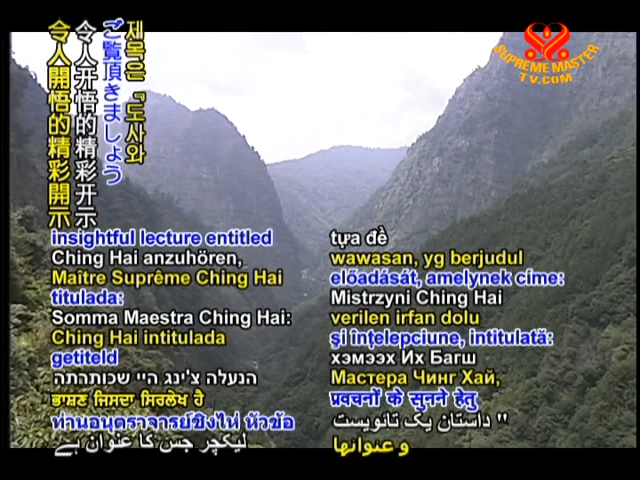 SUPREME MASTER
TV.COM
제목은 『도사와
ご覧頂きましょう
令人开悟的精彩开示
令人開悟的精彩開示
insightful lecture entitled
Ching Hai anzuhören,
Maître Suprême Ching Hai
titulada:
Somma Maestra Ching Hai:
Ching Hai intitulada
getiteld
הנעלה צ'ינג היי שכותרתה
ਭਾਸ਼ਣ ਜਿਸਦਾ ਸਿਰਲੇਖ ਹੈ
ท่านอนุตราจารย์ชิงไห่ หัวข้อ
لیکچر جس کا عنوان ہے
tựa đề
wawasan, yg berjudul
előadását, amelynek címe:
Mistrzyni Ching Hai
verilen irfan dolu
şi înţelepciune, intitulată:
хэмээх Их Багш
Мастера Чинг Хай,
प्रवचनों के सुनने हेतु
" داستان یک تائویست
و عنوانها